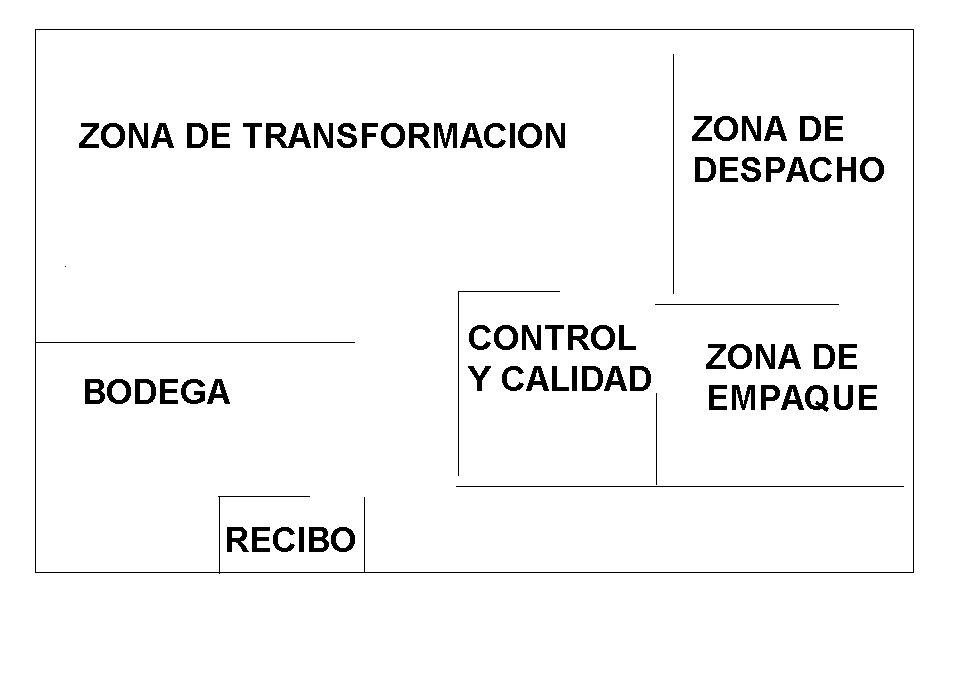 ZONA DE TRANSFORMACION
ZONA DE
DESPACHO
CONTROL
Y CALIDAD
ZONA DE
EMPAQUE
BODEGA
RECIBO